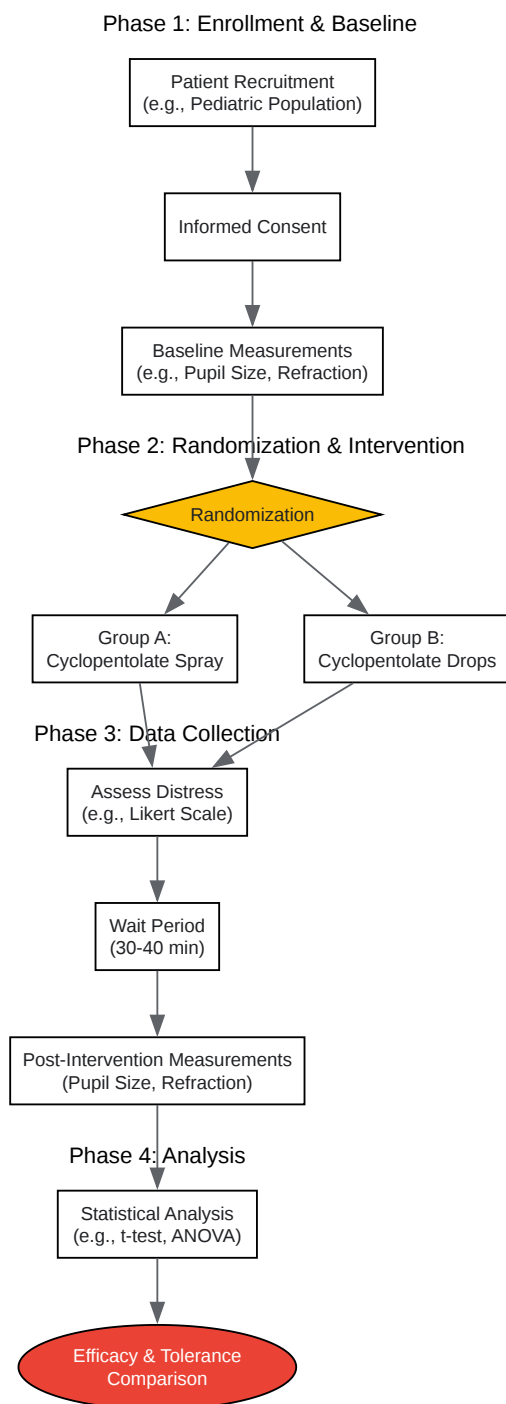 Phase 1: Enrollment & Baseline
Patient Recruitment
(e.g., Pediatric Population)
Informed Consent
Baseline Measurements
(e.g., Pupil Size, Refraction)
Phase 2: Randomization & Intervention
Randomization
Group A:
Cyclopentolate Spray
Group B:
Cyclopentolate Drops
Phase 3: Data Collection
Assess Distress
(e.g., Likert Scale)
Wait Period
(30-40 min)
Post-Intervention Measurements
(Pupil Size, Refraction)
Phase 4: Analysis
Statistical Analysis
(e.g., t-test, ANOVA)
Efficacy & Tolerance
Comparison